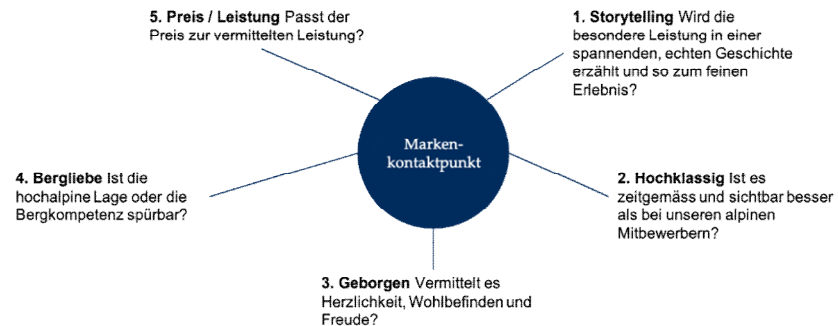 5. Preis / Leistung Passt der
Preis zur vermittelten Leistung?
1. Storytelling Wird die
besondere Leistung in einer
spannenden, echten Geschichte
erzählt und so zum feinen
Erlebnis?
Marken-
kontaktpunkt
4. Bergliebe Ist die
hochalpine Lage oder die
Bergkompetenz spürbar?
2. Hochklassig Ist es
zeitgemäss und sichtbar besser
als bei unseren alpinen
Mitbewerbern?
3. Geborgen Vermittelt es
Herzlichkeit, Wohlbefinden und
Freude?